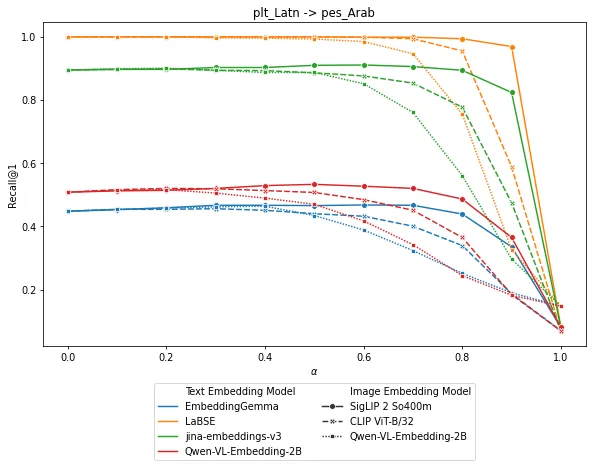 plt_Latn -> pes_Arab
1.0
0.8
0.6
0.4
0.2
Recall@1
0.0 0.2 0.4 0.6 0.8 1.0
α
Text Embedding Model
EmbeddingGemma
LaBSE
jina-embeddings-v3
Qwen-VL-Embedding-2B
Image Embedding Model
SigLIP 2 So400m
CLIP ViT-B/32
Qwen-VL-Embedding-2B